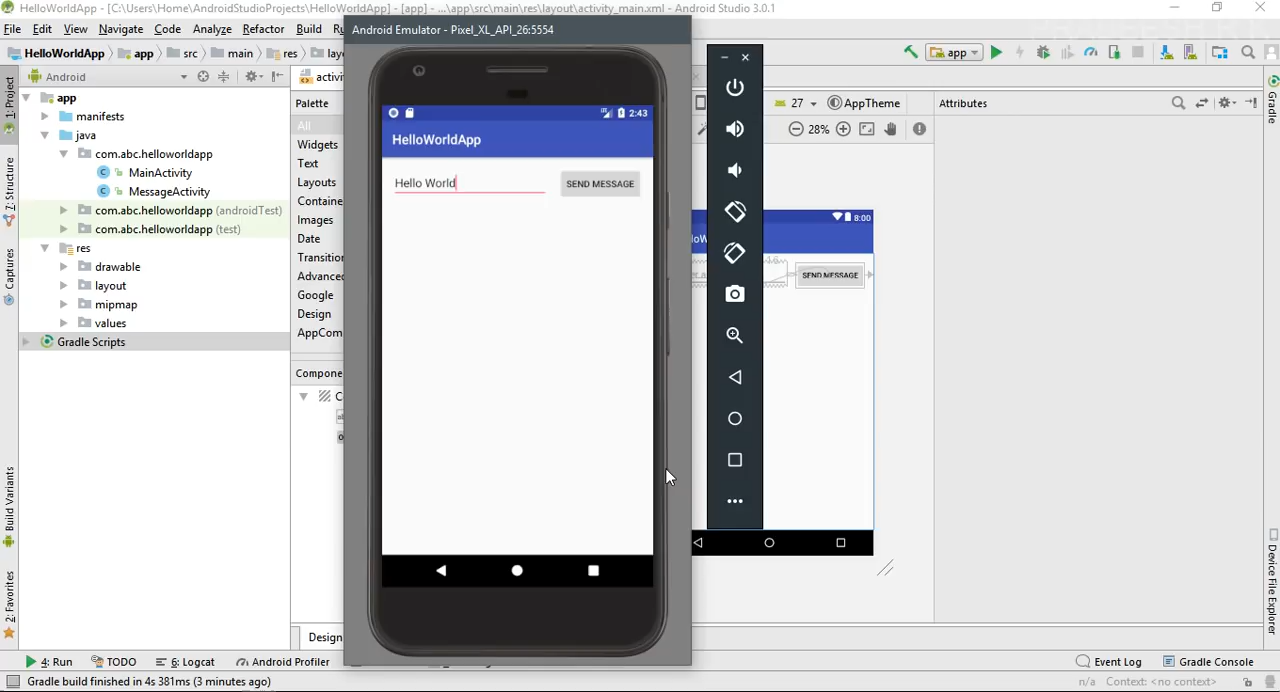 HelloWorldApp - [C:\Users\Home\AndroidStudioProjects\HelloWorldApp] - [app] - ...\app\src\main\res\layout\activity_main.xml - Android Studio 3.0.1
File Edit View Navigate Code Analyze Refactor Build
Android Emulator - Pixel_XL_API_26:5554
HelloWorldApp app src main res
app
Android
1: Project
Z: Structure
Captures
Build Variants
2: Favorites
app
manifests
java
com.abc.helloworldapp
MainActivity
MessageActivity
com.abc.helloworldapp (androidTest)
com.abc.helloworldapp (test)
res
drawable
layout
mipmap
values
Gradle Scripts
Palette
All
Widgets
Text
Layouts
Images
Date
Google
Design
2:43
HelloWorldApp
Hello World
SEND MESSAGE
27 AppTheme
28%
8:00
SEND MESSAGE
Attributes
Gradle
Device File Explorer
Design
4: Run TODO 6: Logcat Android Profiler Event Log Gradle Console
Gradle build finished in 4s 381ms (3 minutes ago) n/a Context: <no context>